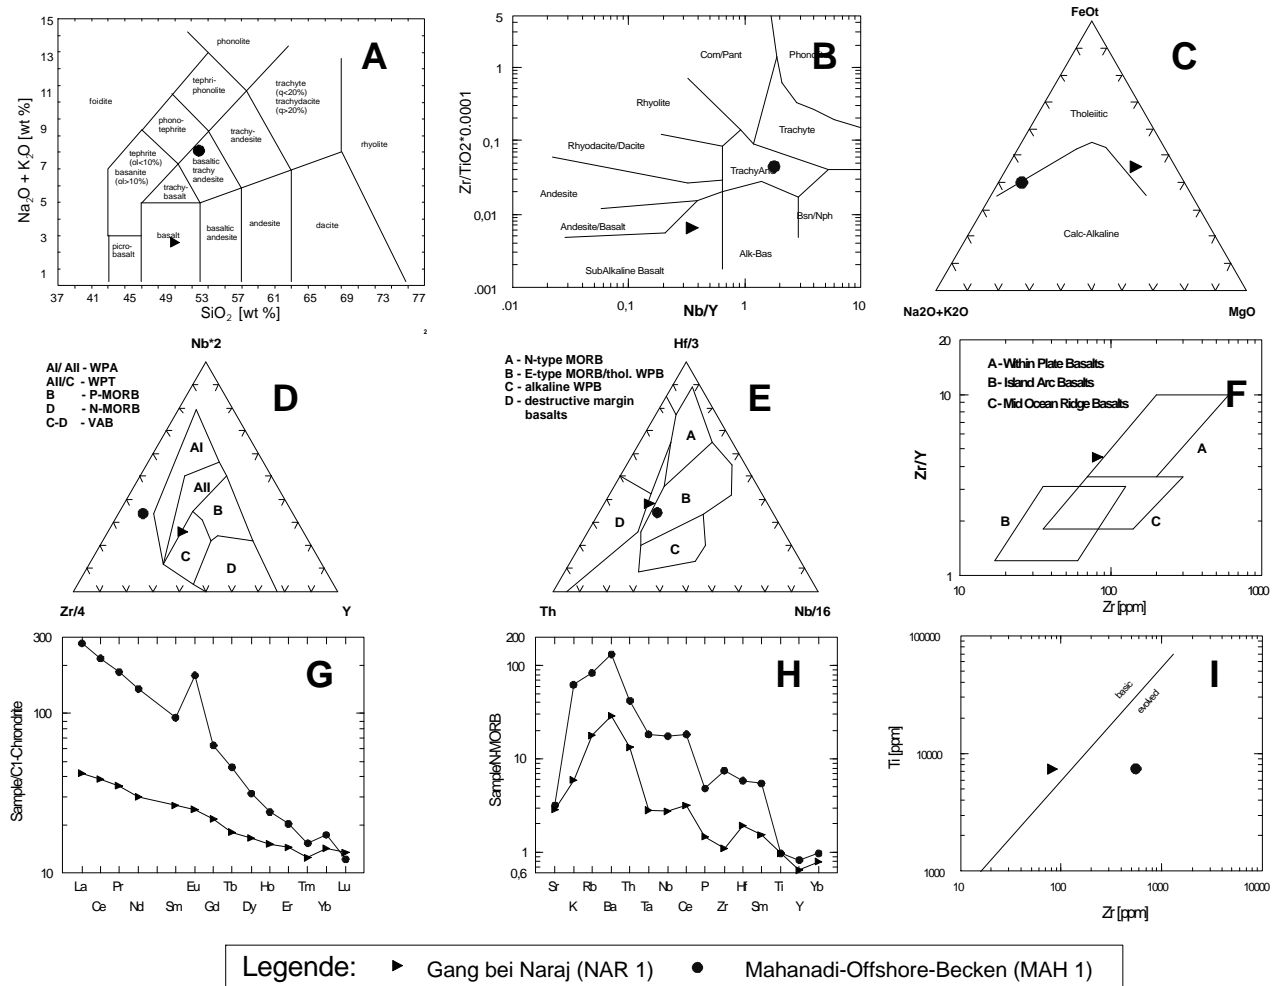 A
15
13
11
9
7
5
3
1
Na2O + K2O [wt %]
phonolite
tephri-
phonolite
trachyte
(q<20%)
trachydacite
(q>20%)
foidite
phono-
tephrite
trachy-
andesite
rhyolite
tephrite
(ol<10%)
basanite
(ol>10%)
basaltic
trachy
andesite
trachy-
basalt
basalt
basaltic
andesite
andesite
dacite
picro-
basalt
37 41 45 49 53 57 61 65 69 73 77
SiO2 [wt %]
2
B
5
1
0,1
0,01
.001
Zr/TiO2*0.0001
Com/Pant
Phono
Rhyolite
Trachyte
Rhyodacite/Dacite
TrachyAnd
Andesite
Andesite/Basalt
Bsn/Nph
Alk-Bas
SubAlkaline Basalt
.01 0,1 1 10
Nb/Y
FeOt
C
Tholeiitic
Calc-Alkaline
Na2O+K2O
MgO
Nb*2
D
AI/ AII - WPA
AII/C - WPT
B - P-MORB
D - N-MORB
C-D - VAB
AI
AII
B
C
D
Zr/4
Y
Hf/3
E
A - N-type MORB
B - E-type MORB/thol. WPB
C - alkaline WPB
D - destructive margin
basalts
A
B
C
D
Th
Nb/16
F
20
10
1
Zr/Y
A - Within Plate Basalts
B - Island Arc Basalts
C - Mid Ocean Ridge Basalts
A
B
C
10 100 1000
Zr [ppm]
G
300
100
10
Sample/C1-Chondrite
La Pr Eu Tb Ho Tm Lu
Ce Nd Sm Gd Dy Er Yb
H
200
100
10
1
0,6
Sample/N-MORB
Sr Rb Th Nb P Hf Ti Yb
K Ba Ta Ce Zr Sm Y
I
100000
10000
1000
Ti [ppm]
basic
evolved
10 100 1000 10000
Zr [ppm]
Legende: Gang bei Naraj (NAR 1) Mahanadi-Offshore-Becken (MAH 1)